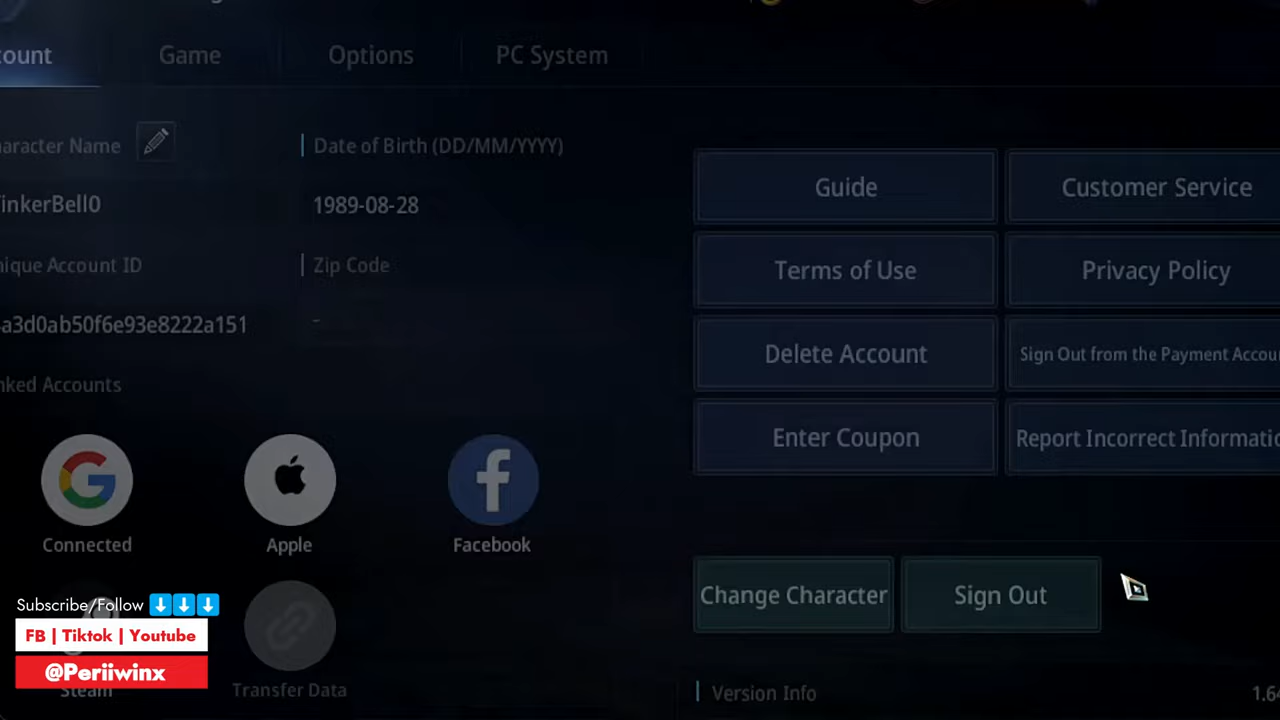 count Game Options PC System
aracter Name
Date of Birth (DD/MM/YYYY)
inkerBell0
1989-08-28
nique Account ID
Zip Code
a3d0ab50f6e93e8222a151
-
nked Accounts
Connected
Apple
Facebook
Steam
Transfer Data
Guide
Customer Service
Terms of Use
Privacy Policy
Delete Account
Sign Out from the Payment Accou
Enter Coupon
Report Incorrect Informatio
Change Character
Sign Out
Version Info
1.64
Subscribe/Follow
FB | Tiktok | Youtube
@Periiwinx